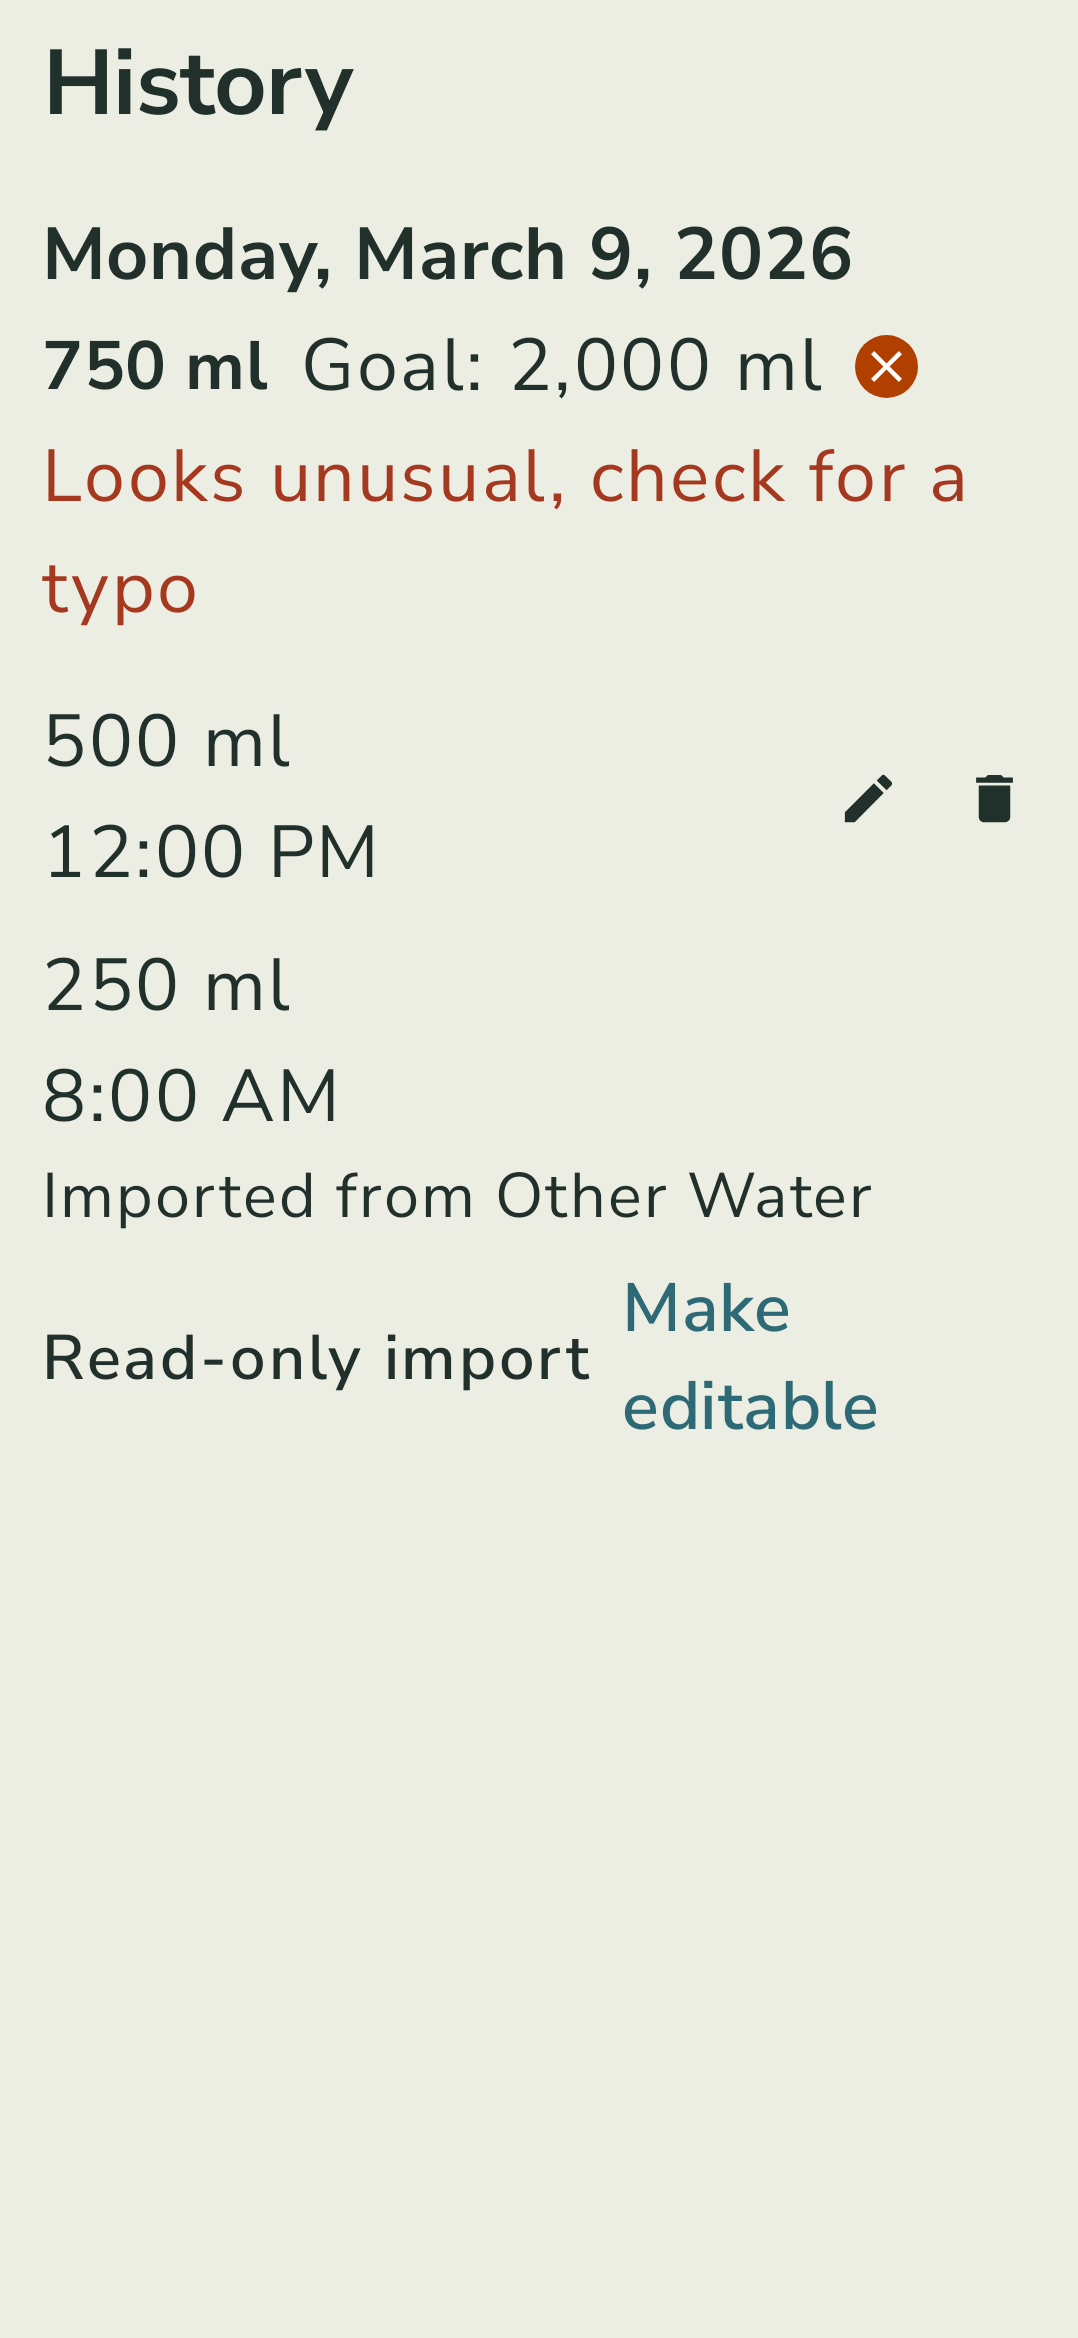 History
Monday, March 9, 2026
750 ml Goal: 2,000 ml
Looks unusual, check for a
typo
500 ml
12:00 PM
250 ml
8:00 AM
Imported from Other Water
Read-only import
Make
editable